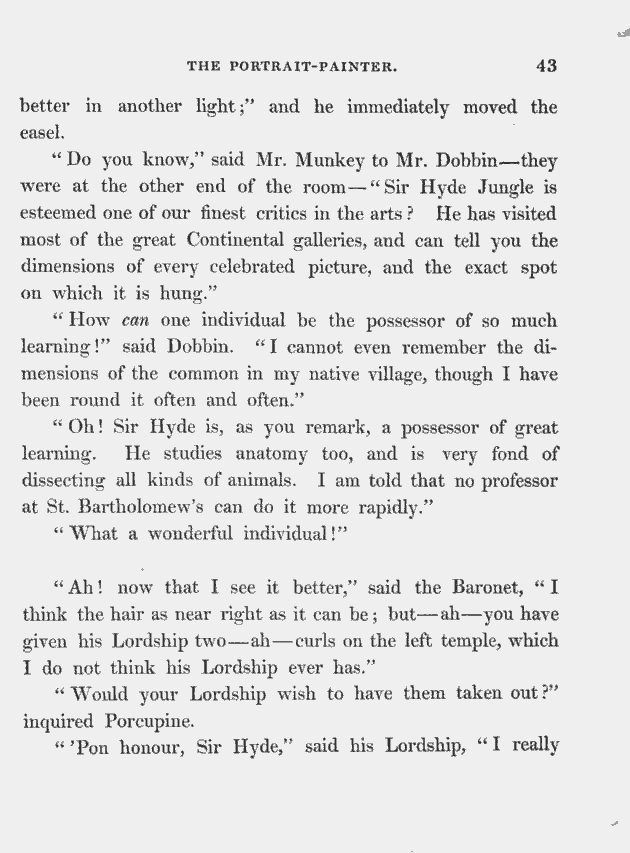 THE PORTRAIT-PAINTER. 43
better in another light;" and he immediately moved the
easel.
"Do you know," said Mr. Munkey to Mr. Dobbin—they
were at the other end of the room—"Sir Hyde Jungle is
esteemed one of our finest critics in the arts? He has visited
most of the great Continental galleries, and can tell you the
dimensions of every celebrated picture, and the exact spot
on which it is hung."
"How can one individual be the possessor of so much
learning!" said Dobbin. "I cannot even remember the di-
mensions of the common in my native village, though I have
been round it often and often."
"Oh! Sir Hyde is, as you remark, a possessor of great
learning. He studies anatomy too, and is very fond of
dissecting all kinds of animals. I am told that no professor
at St. Bartholomew's can do it more rapidly."
"What a wonderful individual!"
"Ah! now that I see it better," said the Baronet, "I
think the hair as near right as it can be; but—ah—you have
given his Lordship two—ah—curls on the left temple, which
I do not think his Lordship ever has."
"Would your Lordship wish to have them taken out?"
inquired Porcupine.
"'Pon honour, Sir Hyde," said his Lordship, "I really